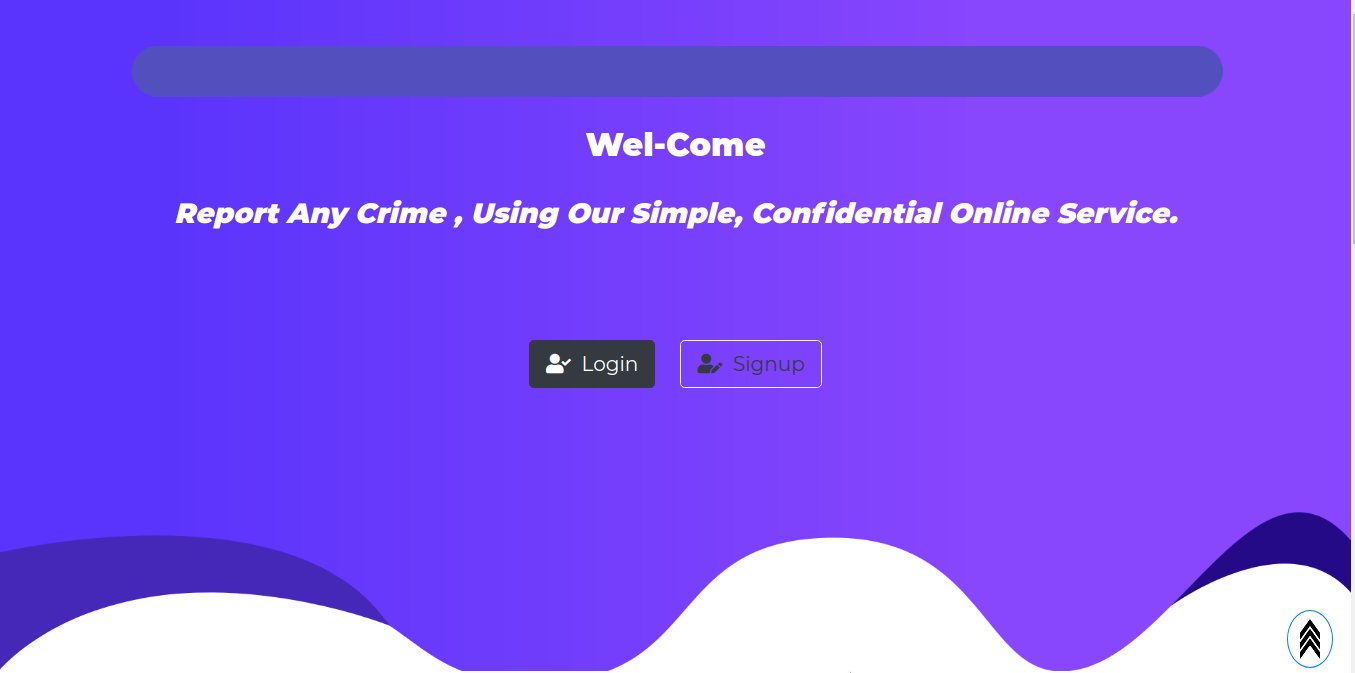 Wel-Come
Report Any Crime , Using Our Simple, Confidential Online Service.
Login
Signup